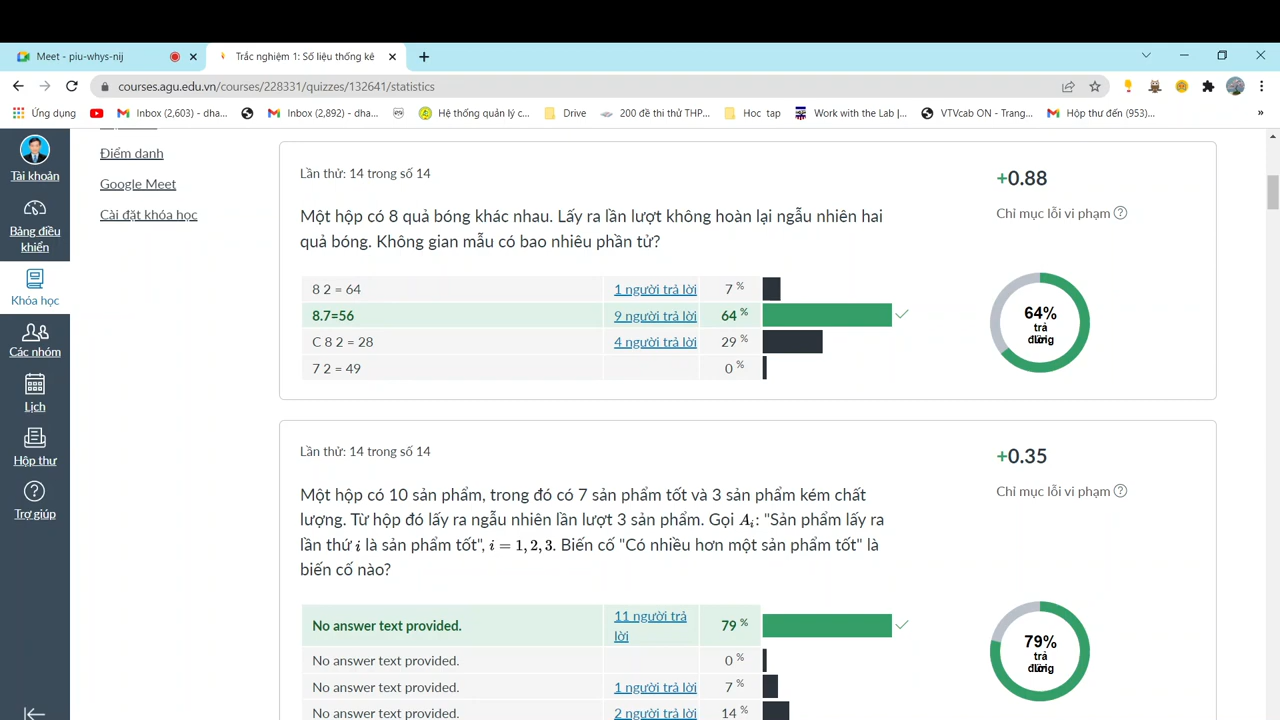 Meet - piu-whys-nij
Trắc nghiệm 1: Số liệu thống kê
courses.agu.edu.vn/courses/228331/quizzes/132641/statistics
Ứng dụng
Inbox (2,603) - dha...
Inbox (2,892) - dha...
Hệ thống quản lý c...
Drive
200 đề thi thử THP...
Hoc tap
Work with the Lab |...
VTVcab ON - Trang...
Hộp thư đến (953)...
»
Tài khoản
Bảng điều
khiển
Khóa học
Các nhóm
Lịch
Hộp thư
Trợ giúp
Điểm danh
Google Meet
Cài đặt khóa học
Lần thử: 14 trong số 14
+0.88
Chỉ mục lỗi vi phạm
Một hộp có 8 quả bóng khác nhau. Lấy ra lần lượt không hoàn lại ngẫu nhiên hai
quả bóng. Không gian mẫu có bao nhiêu phần tử?
8 2 = 64 1 người trả lời 7 %
8.7=56 9 người trả lời 64 %
C 8 2 = 28 4 người trả lời 29 %
7 2 = 49 0 %
64%
trả
Lần thử: 14 trong số 14
+0.35
Chỉ mục lỗi vi phạm
Một hộp có 10 sản phẩm, trong đó có 7 sản phẩm tốt và 3 sản phẩm kém chất
lượng. Từ hộp đó lấy ra ngẫu nhiên lần lượt 3 sản phẩm. Gọi A_i: "Sản phẩm lấy ra
lần thứ i là sản phẩm tốt", i = 1, 2, 3. Biến cố "Có nhiều hơn một sản phẩm tốt" là
biến cố nào?
No answer text provided. 11 người trả
lời 79 %
No answer text provided. 0 %
No answer text provided. 1 người trả lời 7 %
No answer text provided. 2 người trả lời 14 %
79%
trả